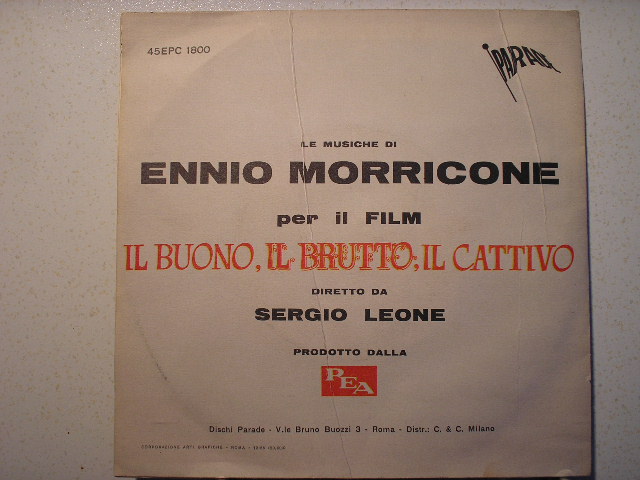 45EPC 1800
PARADE
LE MUSICHE DI
ENNIO MORRICONE
per il FILM
IL BUONO, IL BRUTTO, IL CATTIVO
DIRETTO DA
SERGIO LEONE
PRODOTTO DALLA
PEA
Dischi Parade - V.le Bruno Buozzi 3 - Roma - Distr.: C. & C. Milano